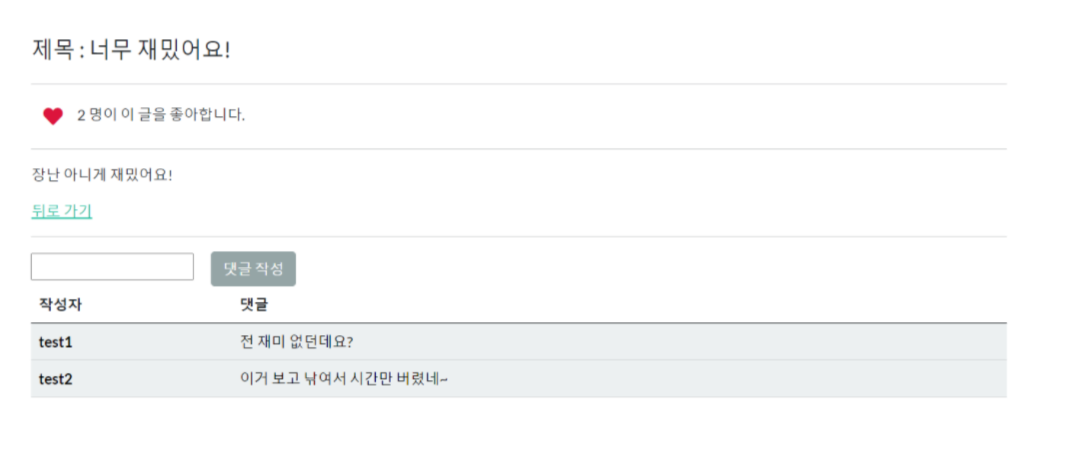 제목 : 너무 재밌어요!
2 명이 이 글을 좋아합니다.
장난 아니게 재밌어요!
뒤로 가기
댓글 작성
작성자 댓글
test1 전 재미 없던데요?
test2 이거 보고 낚여서 시간만 버렸네~